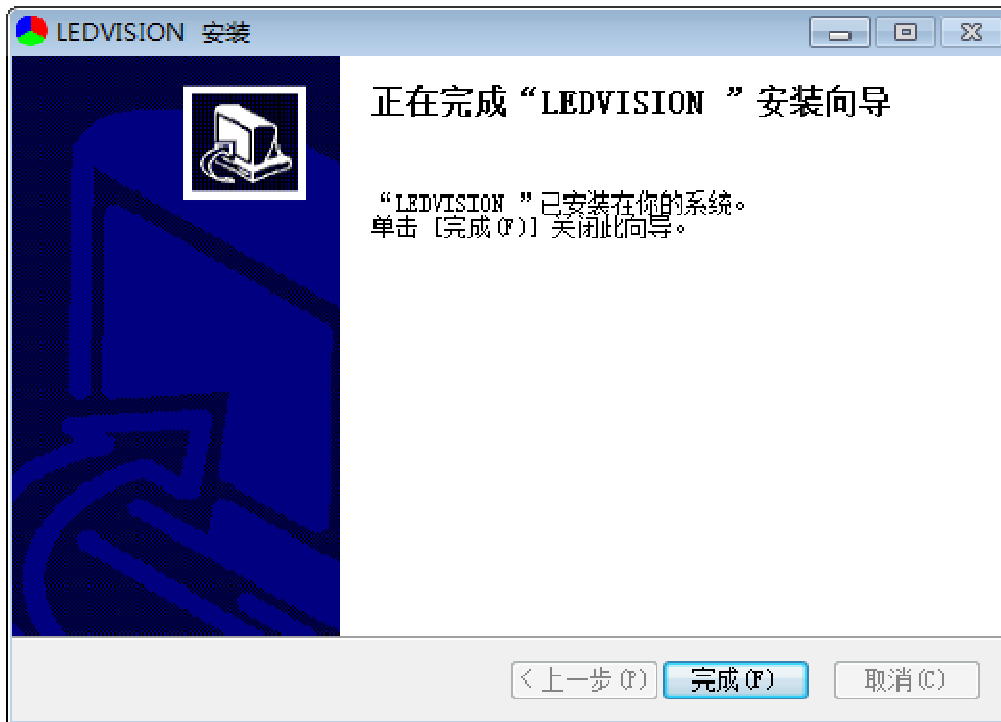 LEDVISION 安装
正在完成“LEDVISION ”安装向导
“LEDVISION ”已安装在你的系统。
单击 [完成(F)] 关闭此向导。
< 上一步(P)
完成(F)
取消(C)